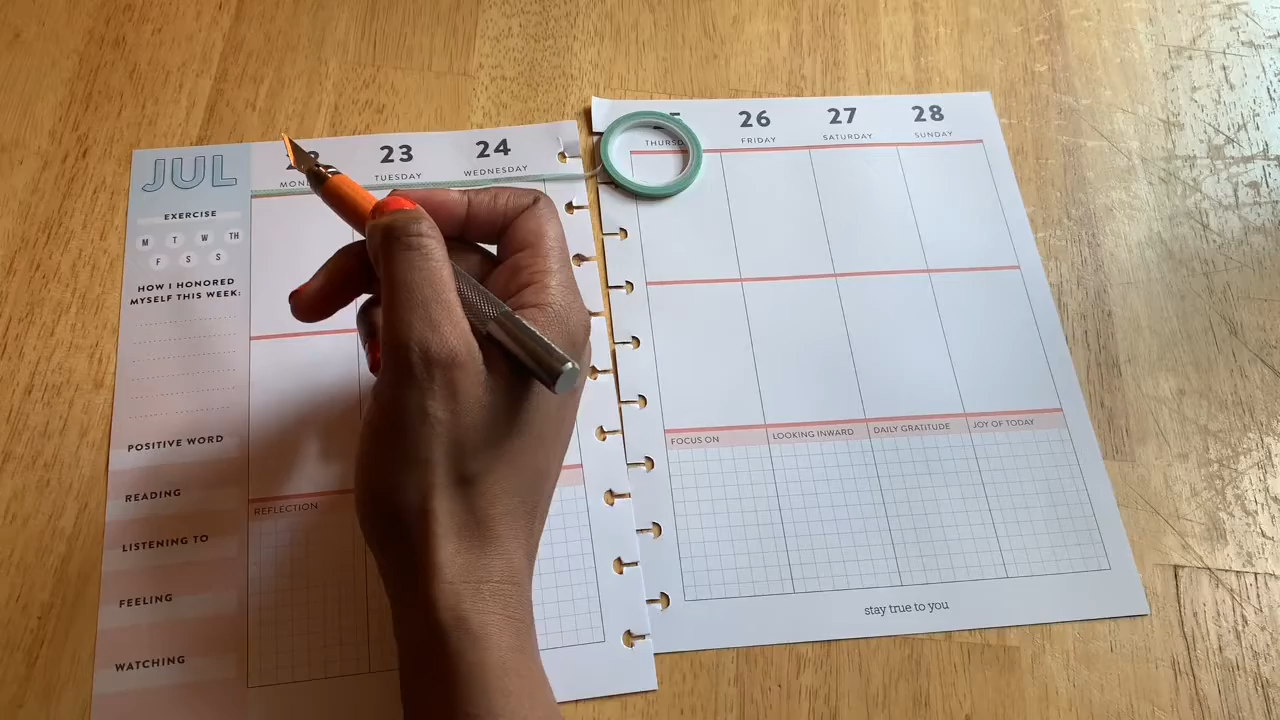 JUL
23
24
TUESDAY
WEDNESDAY
EXERCISE
M T W TH
F S S
HOW I HONORED
MYSELF THIS WEEK:
POSITIVE WORD
READING
LISTENING TO
FEELING
WATCHING
REFLECTION
26
27
28
FRIDAY
SATURDAY
SUNDAY
FOCUS ON
LOOKING INWARD
DAILY GRATITUDE
JOY OF TODAY
stay true to you